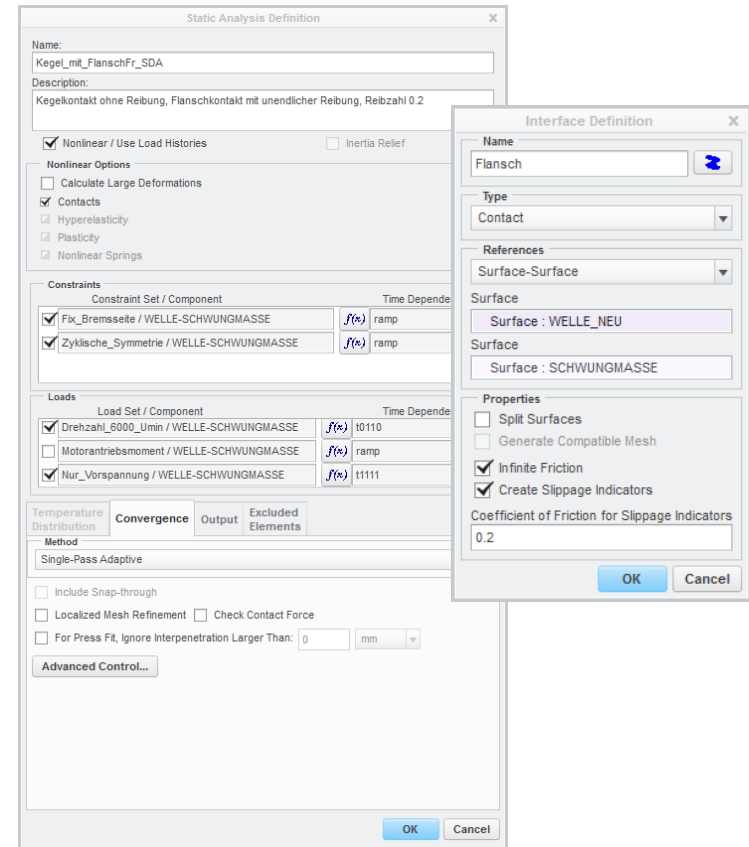 Static Analysis Definition
X
Name:
Kegel_mit_FlanschFr_SDA
Description:
Kegelkontakt ohne Reibung, Flanschkontakt mit unendlicher Reibung, Reibzahl 0.2
Nonlinear / Use Load Histories
Inertia Relief
Nonlinear Options
Calculate Large Deformations
Contacts
Hyperelasticity
Plasticity
Nonlinear Springs
Constraints
Constraint Set / Component
Time Depende
Fix_Bremsseite / WELLE-SCHWUNGMASSE
f(x)
ramp
Zyklische_Symmetrie / WELLE-SCHWUNGMASSE
f(x)
ramp
Loads
Load Set / Component
Time Depende
Drehzahl_6000_Umin / WELLE-SCHWUNGMASSE
f(x)
t0110
Motorantriebsmoment / WELLE-SCHWUNGMASSE
f(x)
ramp
Nur_Vorspannung / WELLE-SCHWUNGMASSE
f(x)
t1111
Temperature
Distribution
Convergence
Output
Excluded
Elements
Method
Single-Pass Adaptive
Include Snap-through
Localized Mesh Refinement
Check Contact Force
For Press Fit, Ignore Interpenetration Larger Than:
0
mm
Advanced Control...
OK
Cancel
Interface Definition
X
Name
Flansch
Type
Contact
References
Surface-Surface
Surface
Surface : WELLE_NEU
Surface
Surface : SCHWUNGMASSE
Properties
Split Surfaces
Generate Compatible Mesh
Infinite Friction
Create Slippage Indicators
Coefficient of Friction for Slippage Indicators
0.2
OK
Cancel